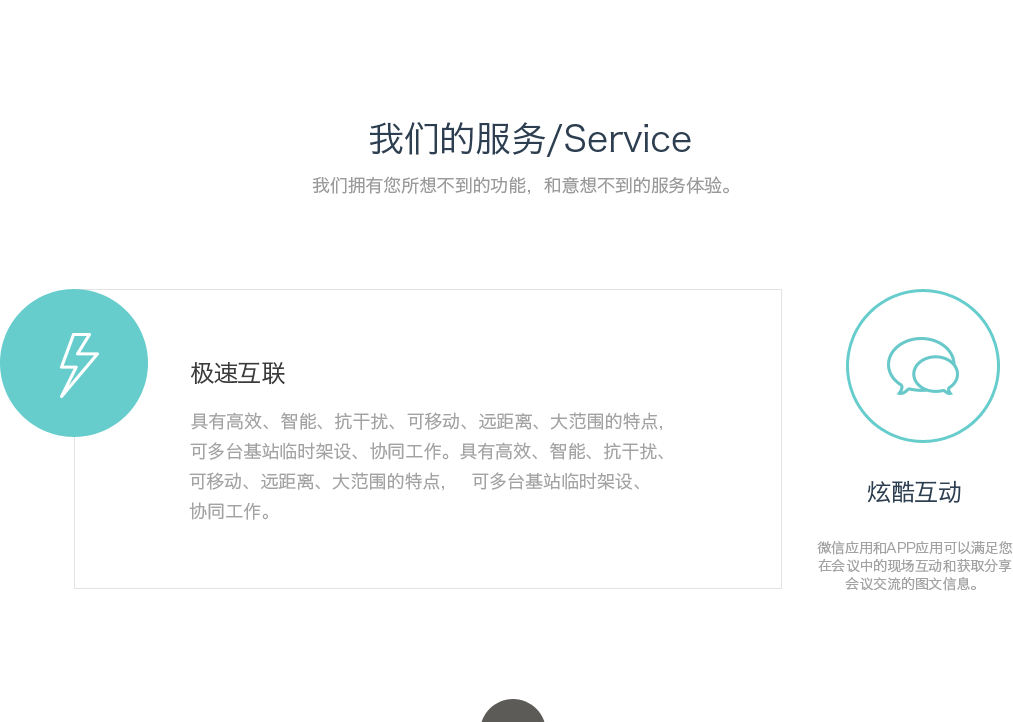 我们的服务/Service
我们拥有您所想不到的功能，和意想不到的服务体验。
极速互联
具有高效、智能、抗干扰、可移动、远距离、大范围的特点，
可多台基站临时架设、协同工作。具有高效、智能、抗干扰、
可移动、远距离、大范围的特点， 可多台基站临时架设、
协同工作。
炫酷互动
微信应用和APP应用可以满足您
在会议中的现场互动和获取分享
会议交流的图文信息。